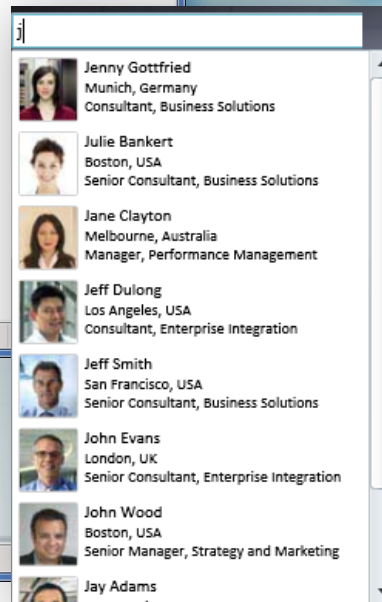 j
Jenny Gottfried
Munich, Germany
Consultant, Business Solutions
Julie Bankert
Boston, USA
Senior Consultant, Business Solutions
Jane Clayton
Melbourne, Australia
Manager, Performance Management
Jeff Dulong
Los Angeles, USA
Consultant, Enterprise Integration
Jeff Smith
San Francisco, USA
Senior Consultant, Business Solutions
John Evans
London, UK
Senior Consultant, Enterprise Integration
John Wood
Boston, USA
Senior Manager, Strategy and Marketing
Jay Adams